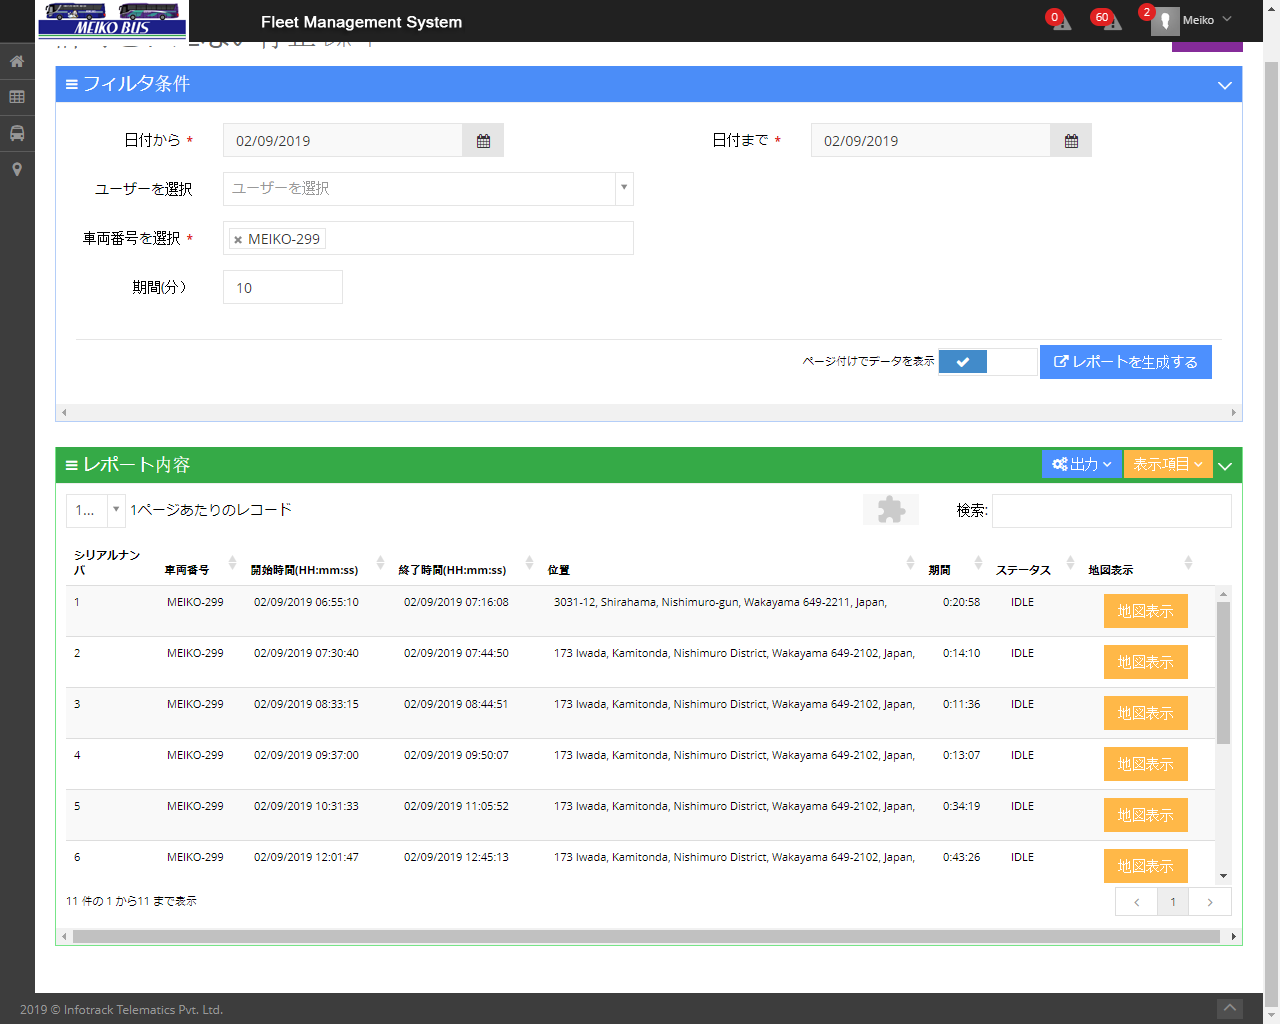 MEIKO BUS
Fleet Management System
0
60
2
Meiko
フィルタ条件
日付から *
02/09/2019
日付まで *
02/09/2019
ユーザーを選択
ユーザーを選択
車両番号を選択 *
× MEIKO-299
期間(分)
10
ページ付けでデータを表示
レポートを生成する
レポート内容
出力
表示項目
1...
1ページあたりのレコード
検索:
シリアルナンバ 車両番号 開始時間(HH:mm:ss) 終了時間(HH:mm:ss) 位置 期間 ステータス 地図表示
1 MEIKO-299 02/09/2019 06:55:10 02/09/2019 07:16:08 3031-12, Shirahama, Nishimuro-gun, Wakayama 649-2211, Japan, 0:20:58 IDLE 地図表示
2 MEIKO-299 02/09/2019 07:30:40 02/09/2019 07:44:50 173 Iwada, Kamitonda, Nishimuro District, Wakayama 649-2102, Japan, 0:14:10 IDLE 地図表示
3 MEIKO-299 02/09/2019 08:33:15 02/09/2019 08:44:51 173 Iwada, Kamitonda, Nishimuro District, Wakayama 649-2102, Japan, 0:11:36 IDLE 地図表示
4 MEIKO-299 02/09/2019 09:37:00 02/09/2019 09:50:07 173 Iwada, Kamitonda, Nishimuro District, Wakayama 649-2102, Japan, 0:13:07 IDLE 地図表示
5 MEIKO-299 02/09/2019 10:31:33 02/09/2019 11:05:52 173 Iwada, Kamitonda, Nishimuro District, Wakayama 649-2102, Japan, 0:34:19 IDLE 地図表示
6 MEIKO-299 02/09/2019 12:01:47 02/09/2019 12:45:13 173 Iwada, Kamitonda, Nishimuro District, Wakayama 649-2102, Japan, 0:43:26 IDLE 地図表示
11 件の 1 から11 まで表示
1
2019 © Infotrack Telematics Pvt. Ltd.